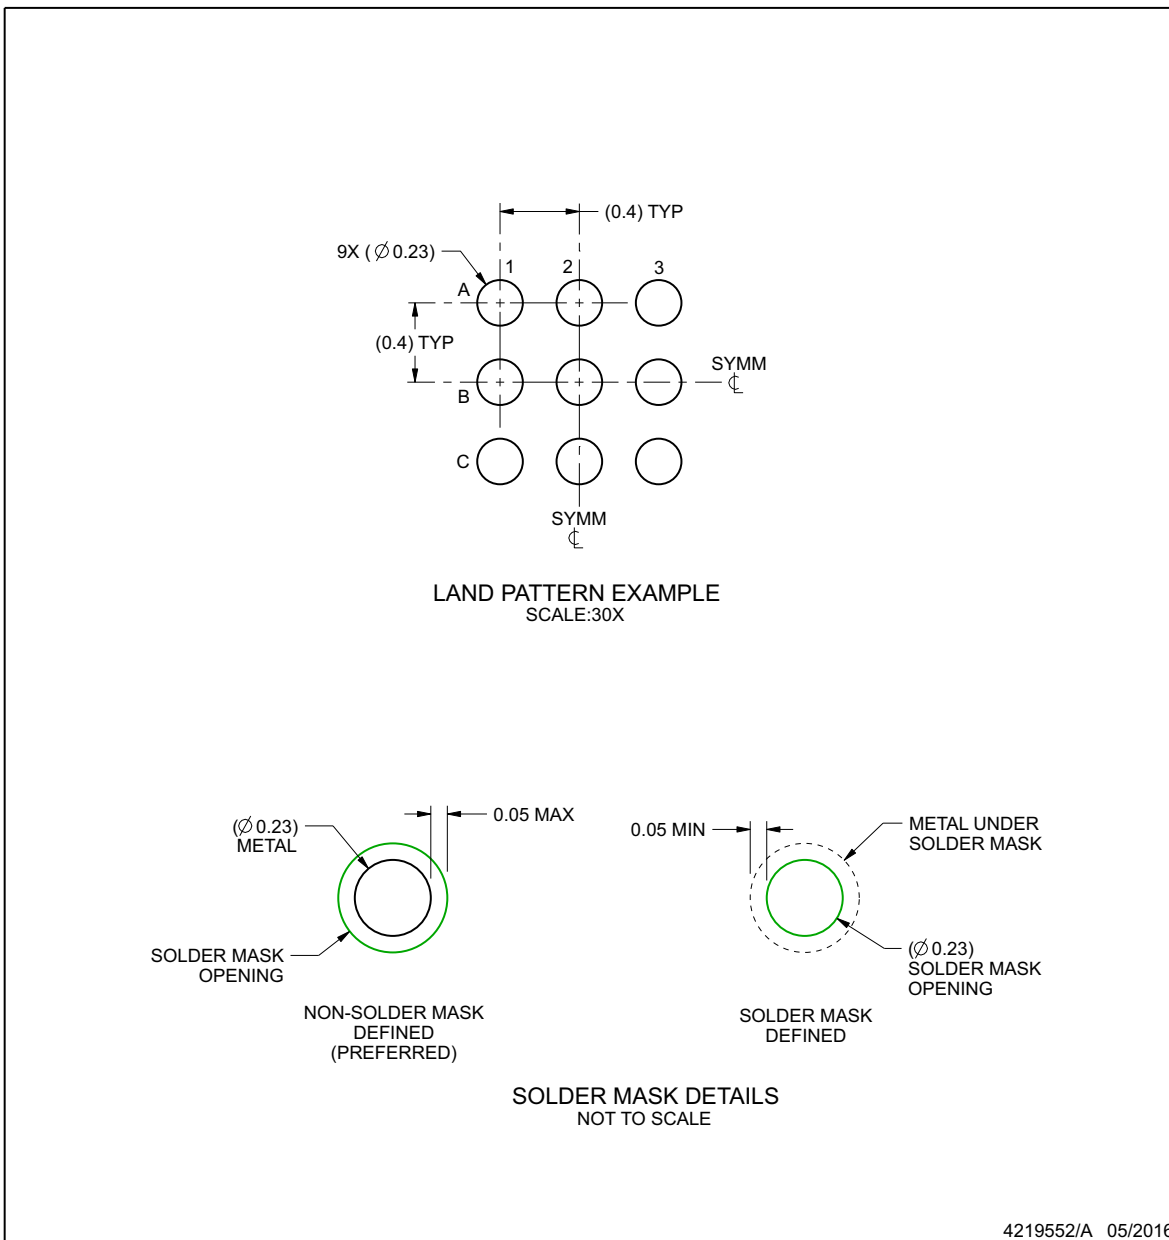 (0.4) TYP
9X ( ∅ 0.23)
1
2
3
A
(0.4) TYP
SYMM
℄
B
C
SYMM
℄
LAND PATTERN EXAMPLE
SCALE:30X
(∅ 0.23)
METAL
0.05 MAX
SOLDER MASK
OPENING
NON-SOLDER MASK
DEFINED
(PREFERRED)
0.05 MIN
METAL UNDER
SOLDER MASK
(∅ 0.23)
SOLDER MASK
OPENING
SOLDER MASK
DEFINED
SOLDER MASK DETAILS
NOT TO SCALE
4219552/A 05/2016